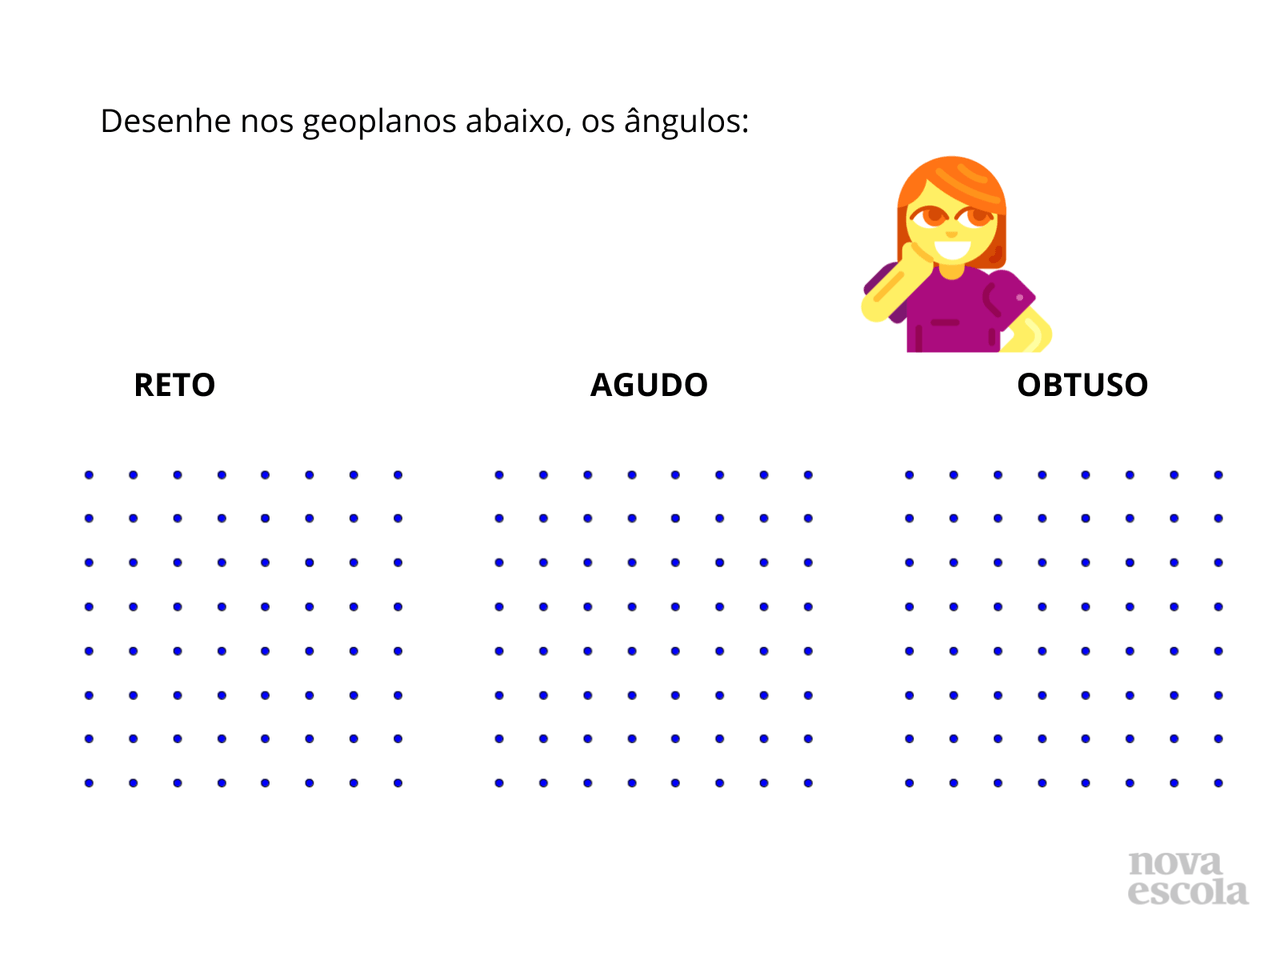 Desenhe nos geoplanos abaixo, os ângulos:
RETO
AGUDO
OBTUSO
nova
escola